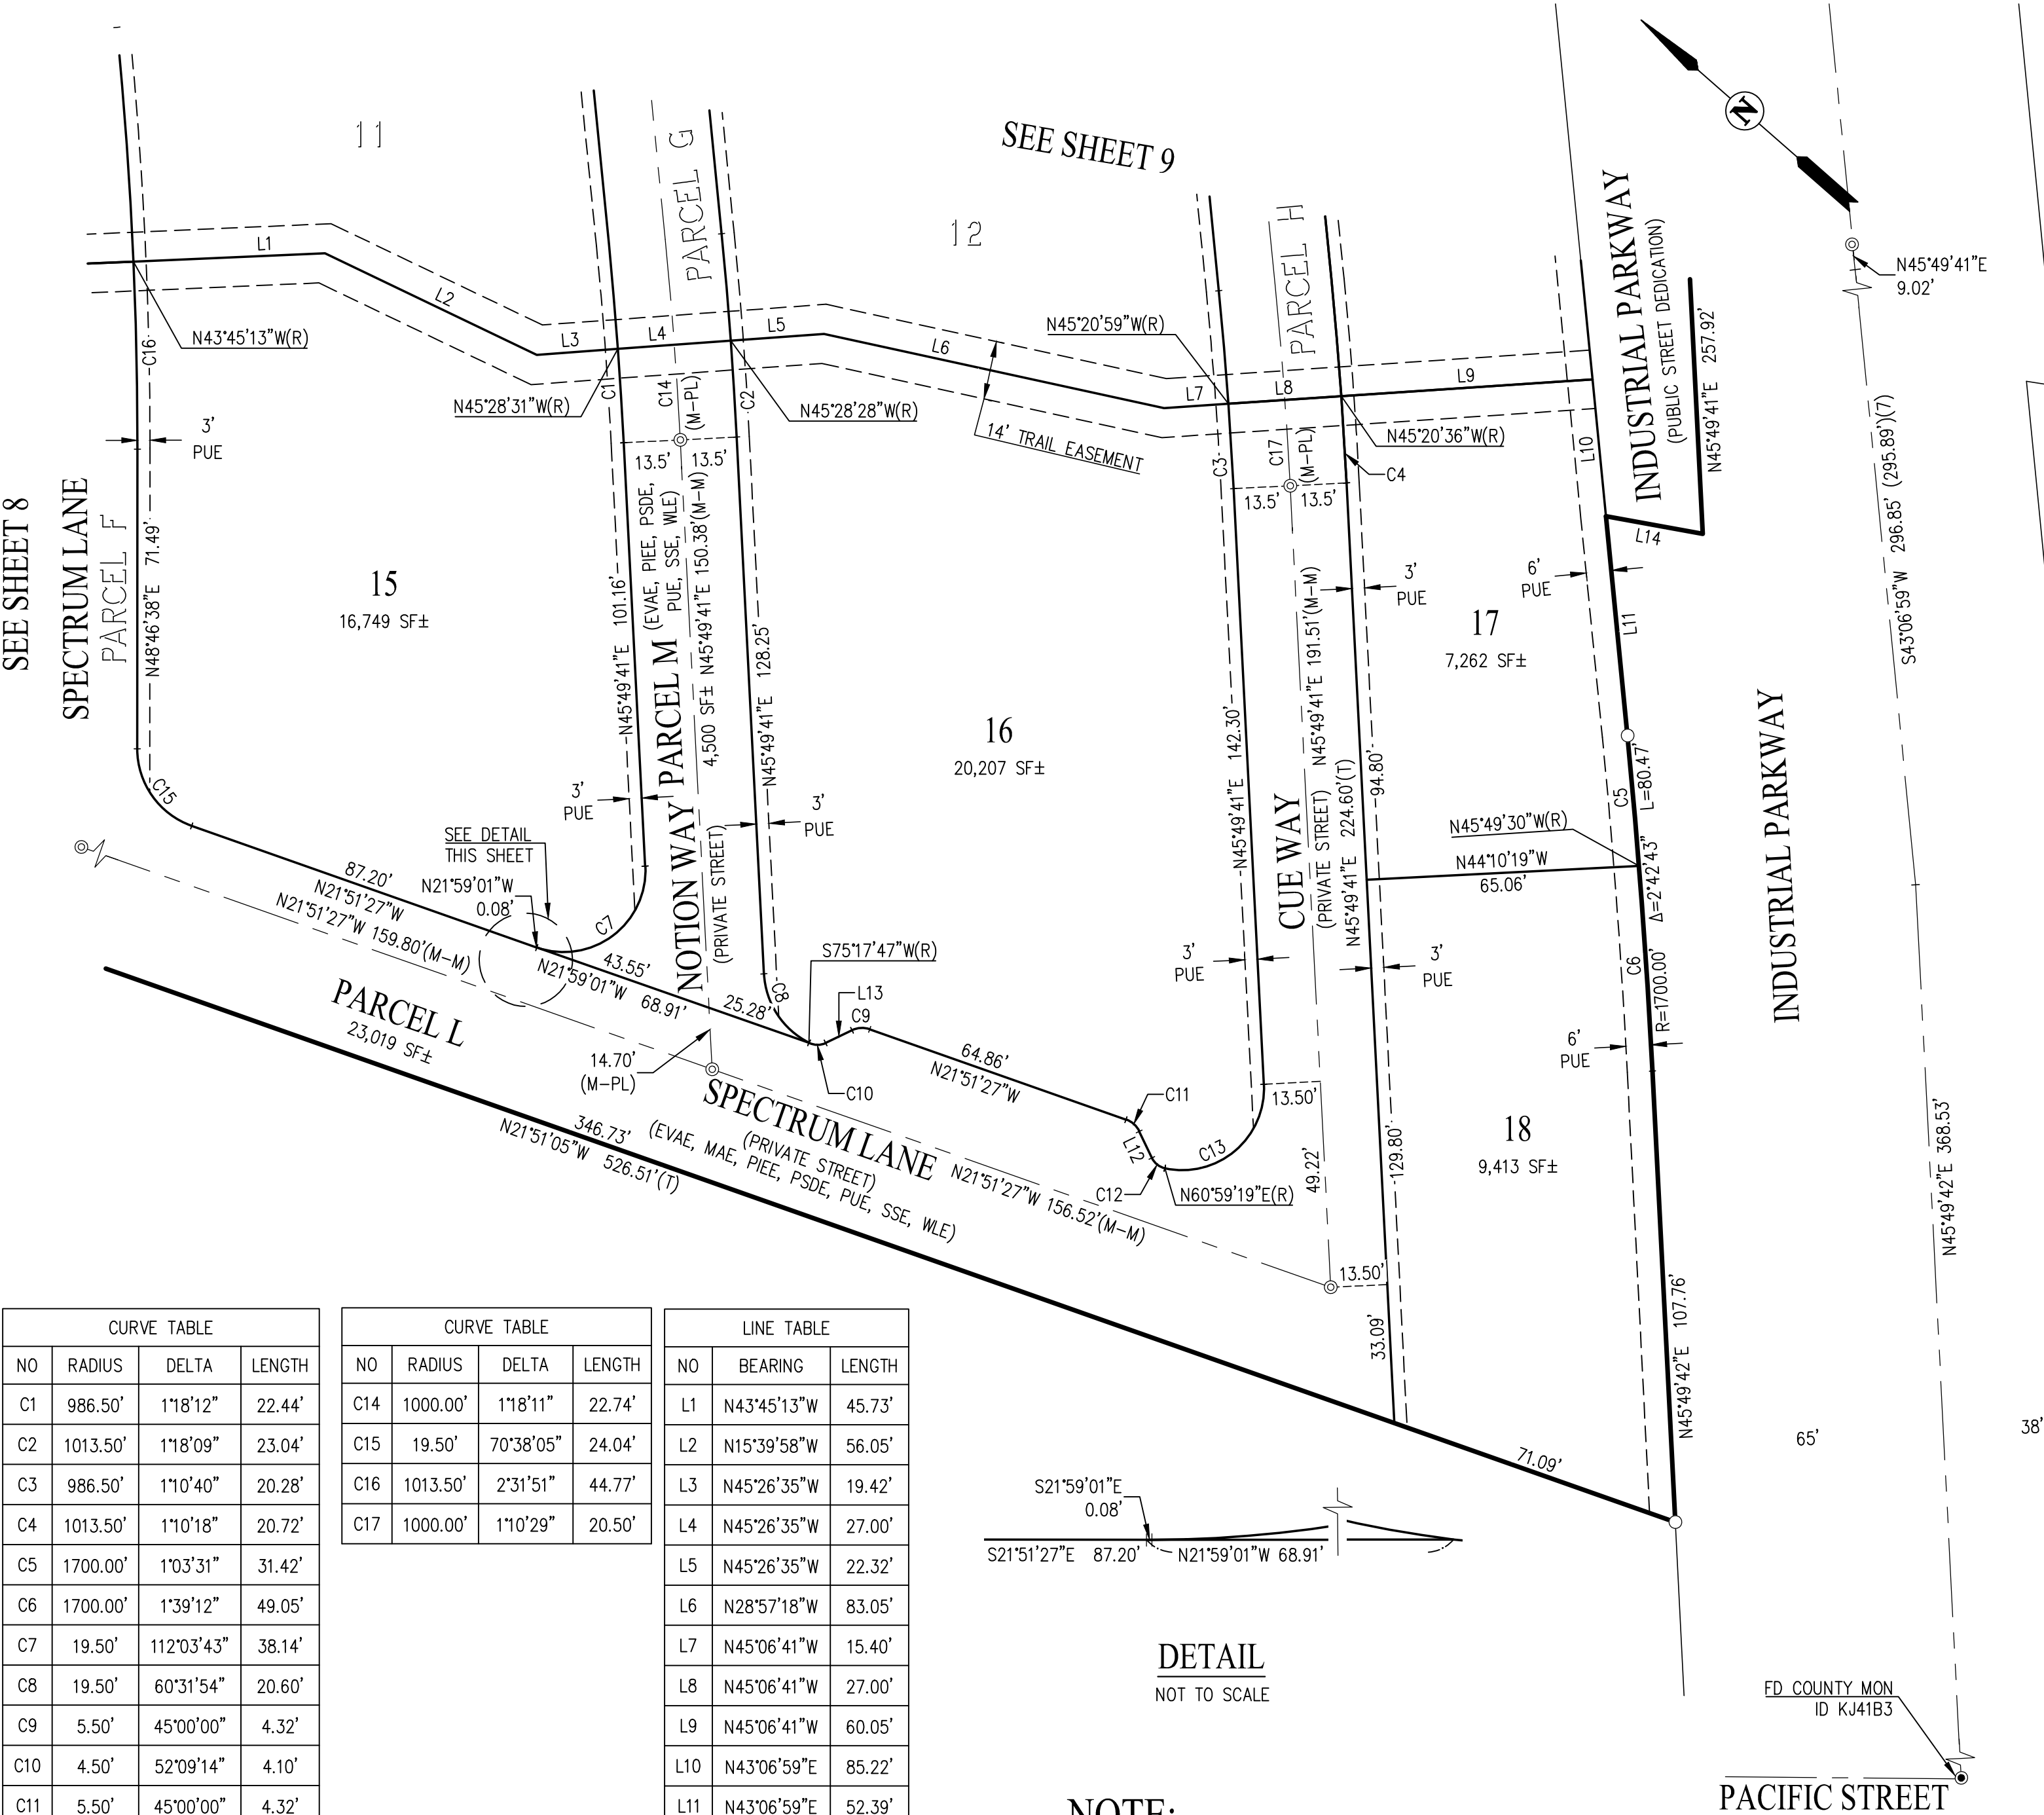 11
SEE SHEET 9
12
PARCEL G
PARCEL H
N
INDUSTRIAL PARKWAY
(PUBLIC STREET DEDICATION)
N45°49'41"E 257.92'
N45°49'41"E
9.02'
S43°06'59"W 296.85' (295.89')(7)
L1
L2
L3
L4
L5
L6
L7
L8
L9
L10
L11
L14
C16
C1
C14
(M-PL)
C2
C3
C17
(M-PL)
C4
N43°45'13"W(R)
N45°28'31"W(R)
N45°28'28"W(R)
N45°20'59"W(R)
N45°20'36"W(R)
14' TRAIL EASEMENT
3'
PUE
13.5'
13.5'
13.5'
13.5'
SEE SHEET 8
SPECTRUM LANE
PARCEL F
N48°46'38"E 71.49'
15
16,749 SF±
N45°49'41"E 101.16'
NOTION WAY
(PRIVATE STREET)
PARCEL M
(EVAE, PIEE, PSDE,
PUE, SSE, WLE)
4,500 SF±
N45°49'41"E 150.38'(M-M)
N45°49'41"E 128.25'
16
20,207 SF±
N45°49'41"E 142.30'
CUE WAY
(PRIVATE STREET)
N45°49'41"E 191.51'(M-M)
N45°49'41"E 224.60'(T)
94.80'
3'
PUE
6'
PUE
17
7,262 SF±
N45°49'30"W(R)
N44°10'19"W
65.06'
C5
L=80.47'
Δ=2°42'43"
R=1700.00'
C6
INDUSTRIAL PARKWAY
3'
PUE
3'
PUE
3'
PUE
3'
PUE
6'
PUE
C15
87.20'
N21°51'27"W
N21°51'27"W 159.80'(M-M)
SEE DETAIL
THIS SHEET
N21°59'01"W
0.08'
C7
43.55'
N21°59'01"W 68.91'
25.28'
C8
S75°17'47"W(R)
L13
C9
C10
64.86'
N21°51'27"W
C11
L12
C12
C13
N60°59'19"E(R)
13.50'
49.22'
129.80'
18
9,413 SF±
N45°49'42"E 368.53'
PARCEL L
23,019 SF±
14.70'
(M-PL)
SPECTRUM LANE
(PRIVATE STREET)
(EVAE, MAE, PIEE, PSDE, PUE, SSE, WLE)
N21°51'27"W 156.52'(M-M)
346.73'
N21°51'05"W 526.51'(T)
13.50'
33.09'
71.09'
N45°49'42"E 107.76'
65'
38'
CURVE TABLE
NO RADIUS DELTA LENGTH
C1 986.50' 1°18'12" 22.44'
C2 1013.50' 1°18'09" 23.04'
C3 986.50' 1°10'40" 20.28'
C4 1013.50' 1°10'18" 20.72'
C5 1700.00' 1°03'31" 31.42'
C6 1700.00' 1°39'12" 49.05'
C7 19.50' 112°03'43" 38.14'
C8 19.50' 60°31'54" 20.60'
C9 5.50' 45°00'00" 4.32'
C10 4.50' 52°09'14" 4.10'
C11 5.50' 45°00'00" 4.32'
CURVE TABLE
NO RADIUS DELTA LENGTH
C14 1000.00' 1°18'11" 22.74'
C15 19.50' 70°38'05" 24.04'
C16 1013.50' 2°31'51" 44.77'
C17 1000.00' 1°10'29" 20.50'
LINE TABLE
NO BEARING LENGTH
L1 N43°45'13"W 45.73'
L2 N15°39'58"W 56.05'
L3 N45°26'35"W 19.42'
L4 N45°26'35"W 27.00'
L5 N45°26'35"W 22.32'
L6 N28°57'18"W 83.05'
L7 N45°06'41"W 15.40'
L8 N45°06'41"W 27.00'
L9 N45°06'41"W 60.05'
L10 N43°06'59"E 85.22'
L11 N43°06'59"E 52.39'
S21°59'01"E
0.08'
S21°51'27"E 87.20'
N21°59'01"W 68.91'
DETAIL
NOT TO SCALE
NOTE:
FD COUNTY MON
ID KJ41B3
PACIFIC STREET